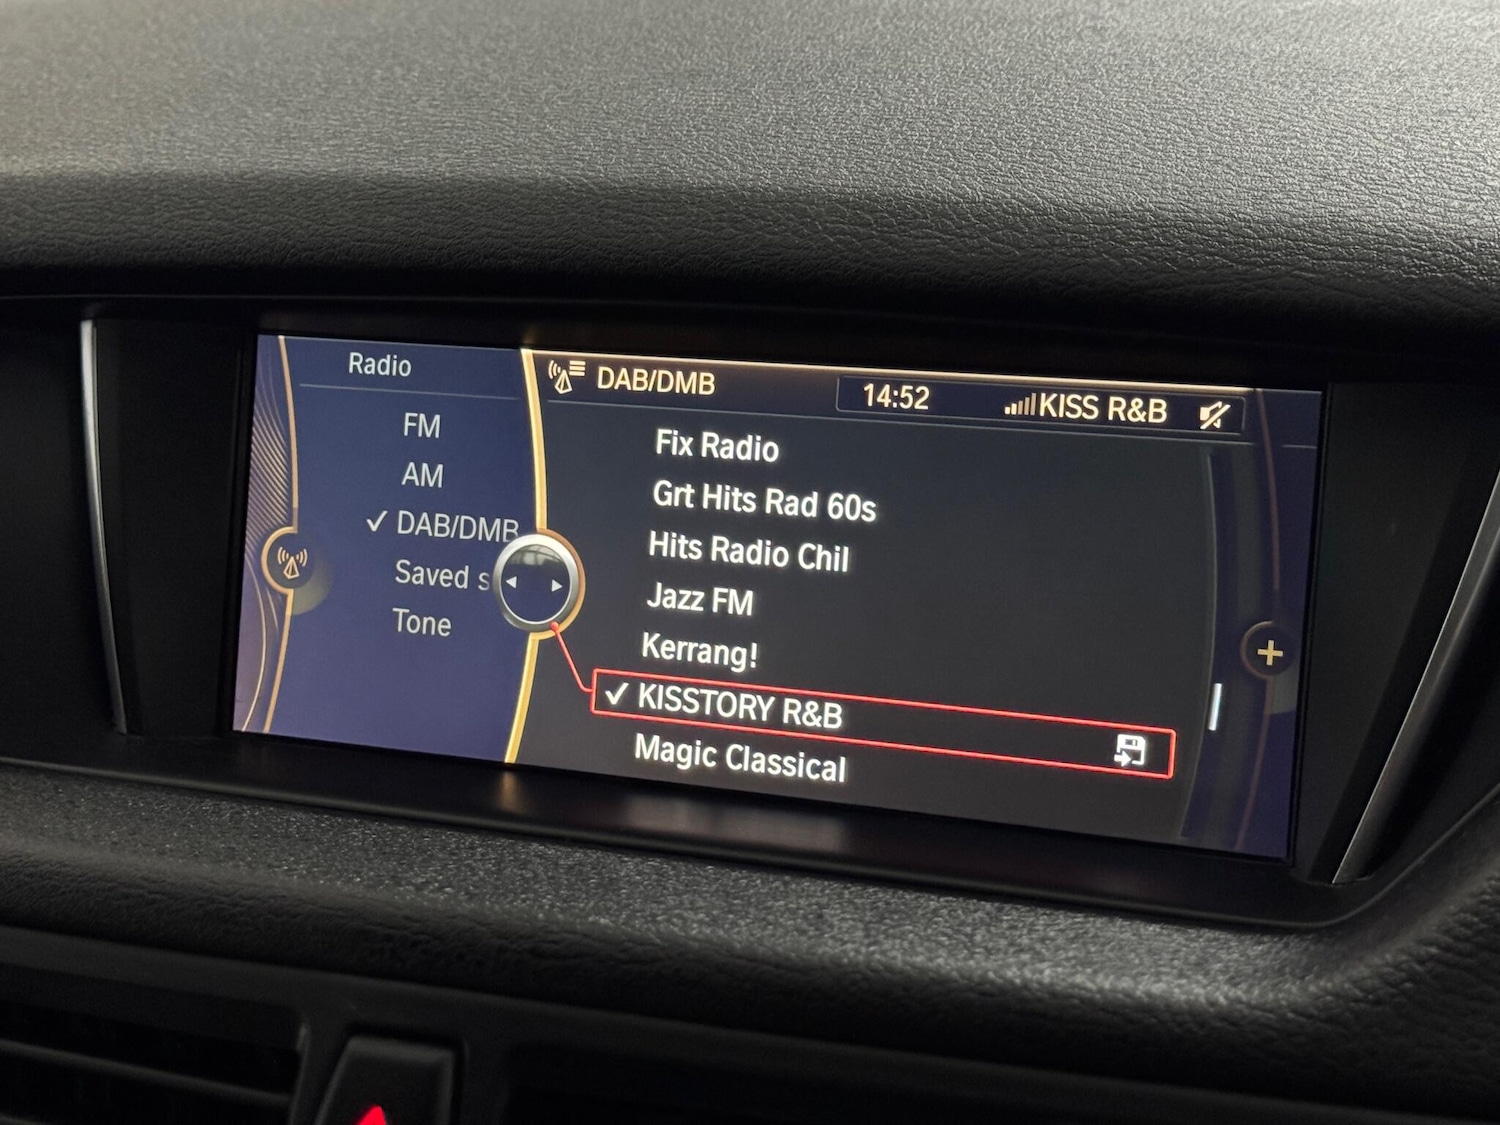 Radio
FM
AM
✓ DAB/DMB
Saved s
Tone
DAB/DMB
14:52
KISS R&B
Fix Radio
Grt Hits Rad 60s
Hits Radio Chil
Jazz FM
Kerrang!
✓ KISSTORY R&B
Magic Classical